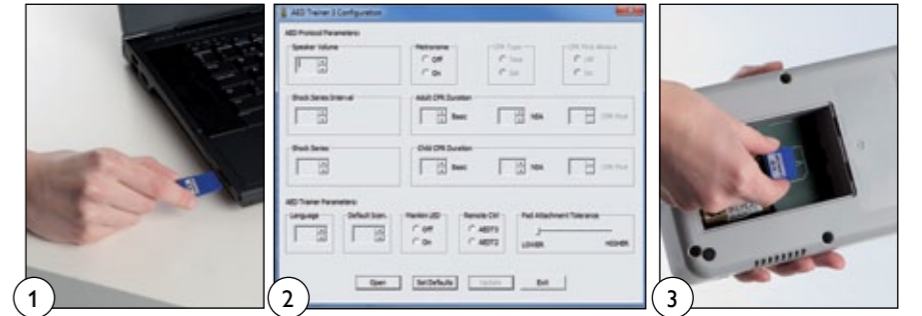 AED Trainer 3 Configuration
AED Protocol Parameters:
Speaker Volume
Metronome
Off
On
CPR Type
CPR First Always
Off
On
Shock Series Interval
Adult CPR Duration
Basic
NSA
CPR First
Shock Series
Child CPR Duration
Basic
NSA
CPR First
AED Trainer Parameters:
Language
Default Scen.
Manikin LED
Off
On
Remote Ctrl
AEDT3
AEDT2
Pad Attachment Tolerance
LOWER
HIGHER
Open
Set Defaults
Update
Exit
1
2
3